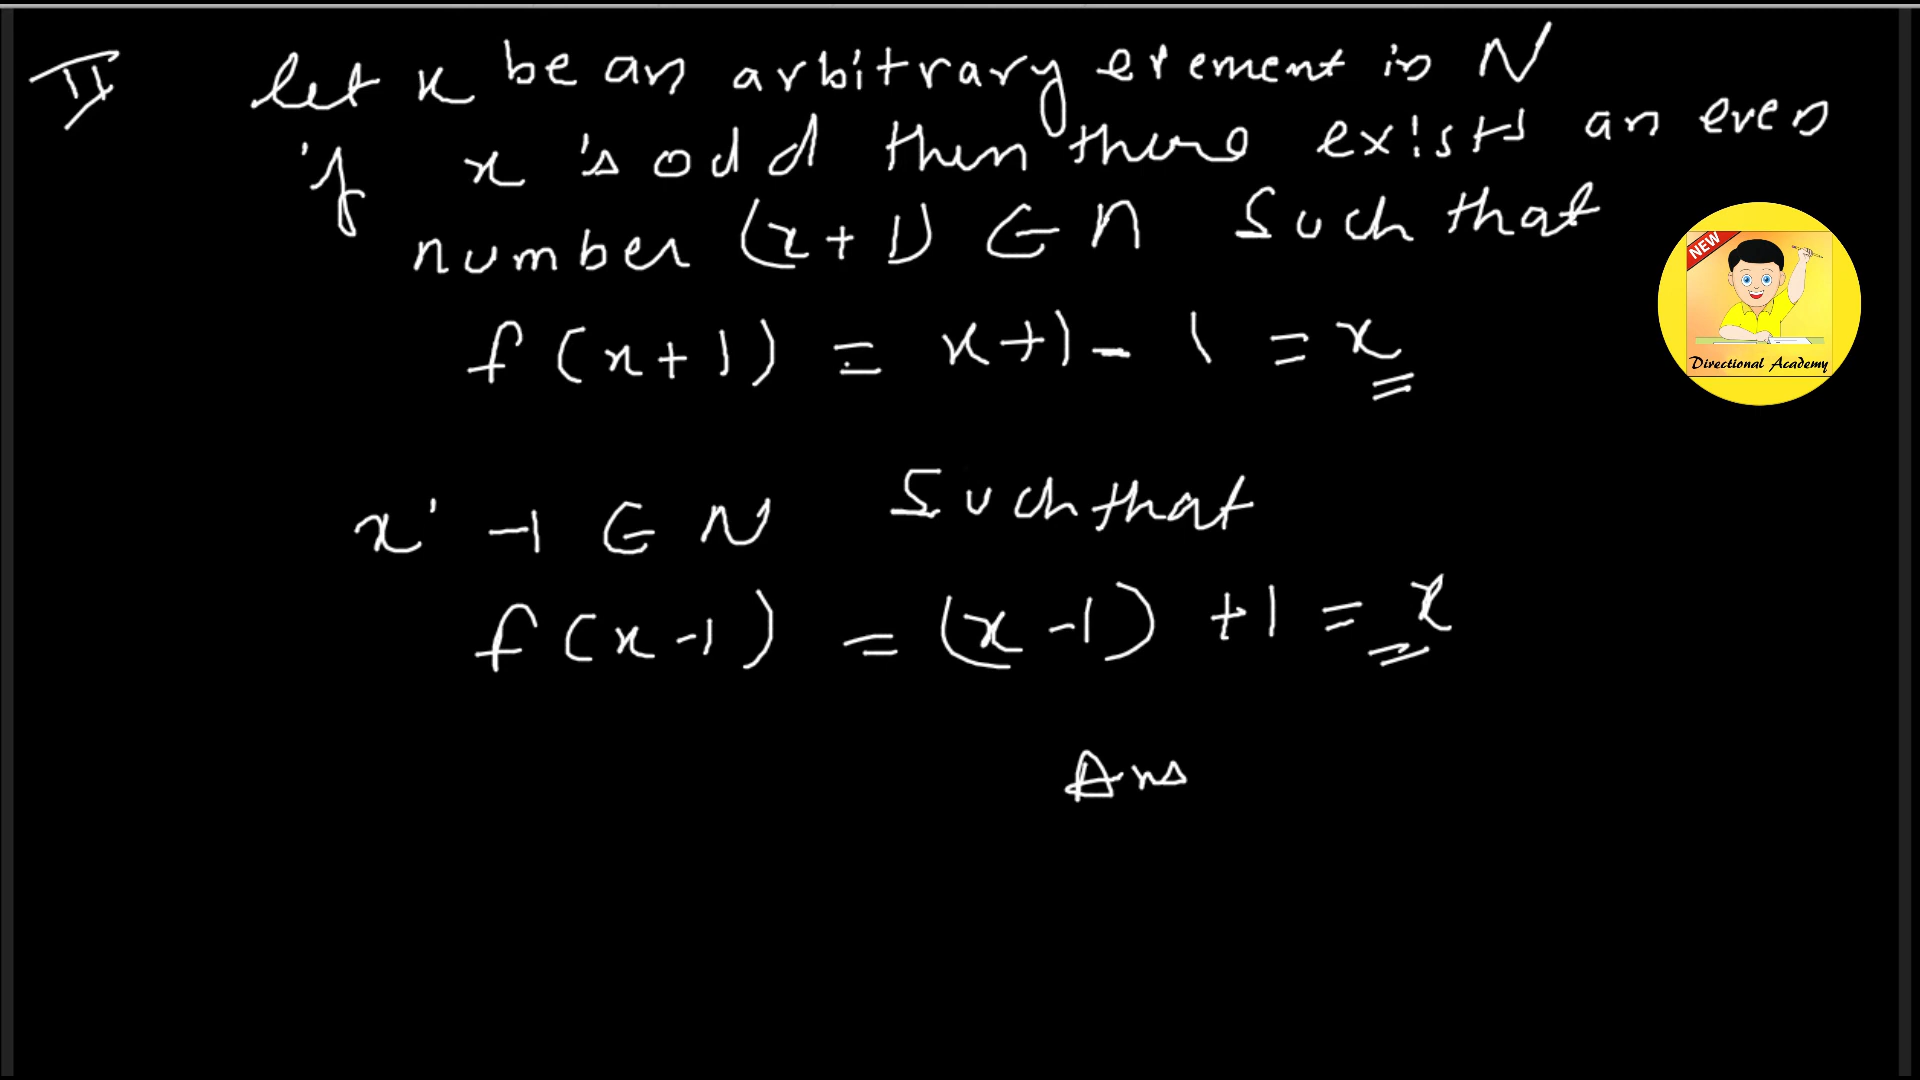 II let x be an arbitrary erement in N
if x is odd then there exists an even
number (x+1) ∈ N Such that
f(x+1) = x+1-1 = x
x' -1 ∈ N Such that
f(x-1) = (x-1) +1 = x
Ans
NEW
Directional Academy